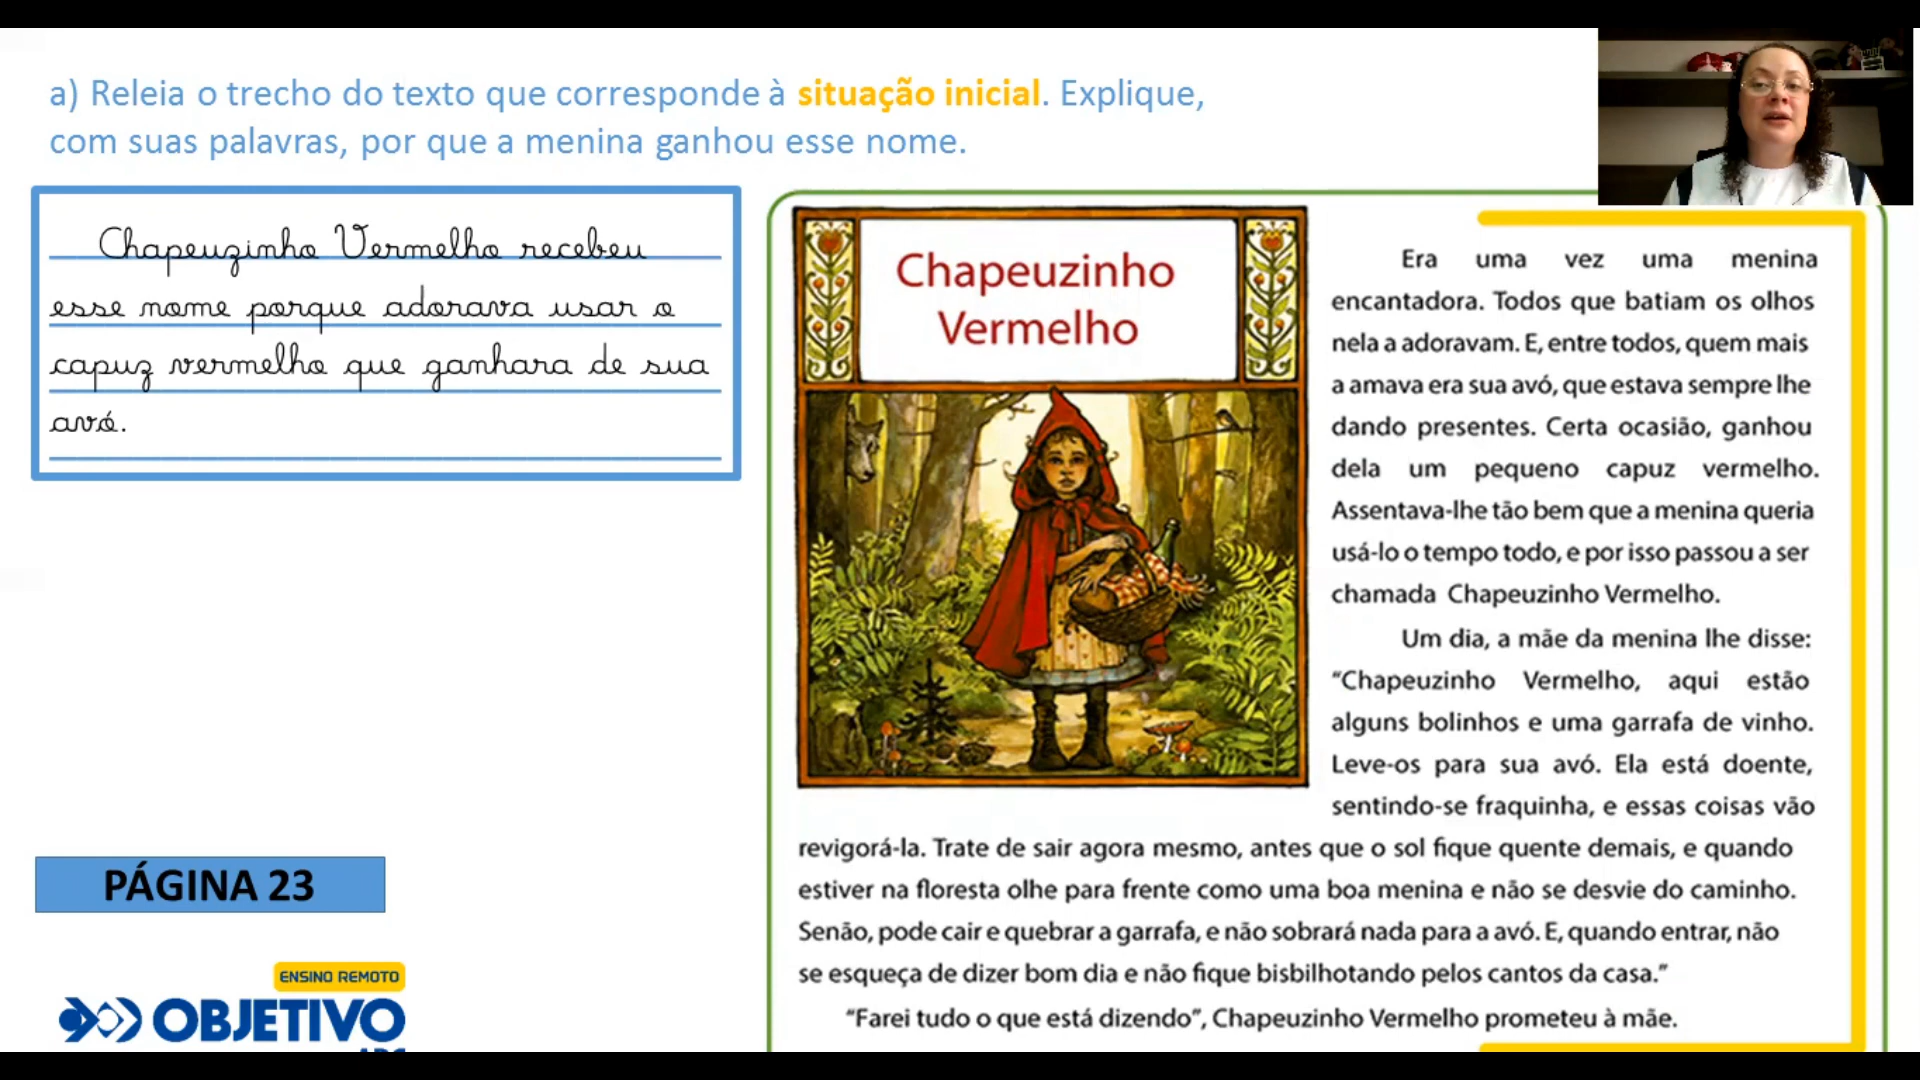 a) Releia o trecho do texto que corresponde à situação inicial. Explique,
com suas palavras, por que a menina ganhou esse nome.
Chapeuzinho Vermelho recebeu
esse nome porque adorava usar o
capuz vermelho que ganhara de sua
avó.
PÁGINA 23
ENSINO REMOTO
OBJETIVO
Chapeuzinho
Vermelho
Era uma vez uma menina
encantadora. Todos que batiam os olhos
nela a adoravam. E, entre todos, quem mais
a amava era sua avó, que estava sempre lhe
dando presentes. Certa ocasião, ganhou
dela um pequeno capuz vermelho.
Assentava-lhe tão bem que a menina queria
usá-lo o tempo todo, e por isso passou a ser
chamada Chapeuzinho Vermelho.
Um dia, a mãe da menina lhe disse:
“Chapeuzinho Vermelho, aqui estão
alguns bolinhos e uma garrafa de vinho.
Leve-os para sua avó. Ela está doente,
sentindo-se fraquinha, e essas coisas vão
revigorá-la. Trate de sair agora mesmo, antes que o sol fique quente demais, e quando
estiver na floresta olhe para frente como uma boa menina e não se desvie do caminho.
Senão, pode cair e quebrar a garrafa, e não sobrará nada para a avó. E, quando entrar, não
se esqueça de dizer bom dia e não fique bisbilhotando pelos cantos da casa.”
“Farei tudo o que está dizendo”, Chapeuzinho Vermelho prometeu à mãe.